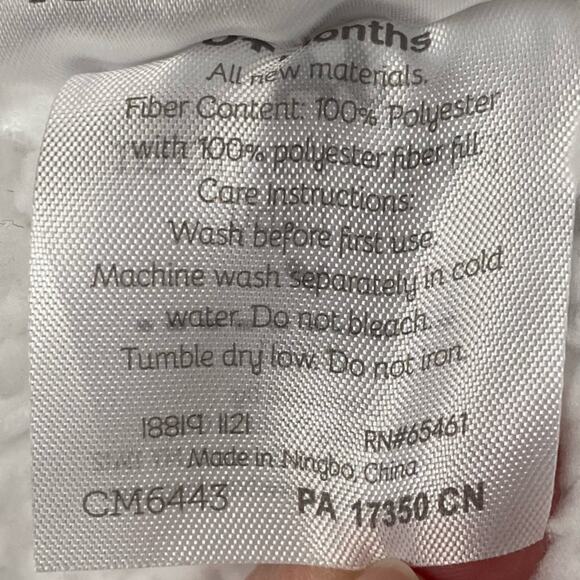 months
All new materials.
Fiber Content: 100% Polyester
with 100% polyester fiber fill.
Care Instructions:
Wash before first use.
Machine wash separately in cold
water. Do not bleach.
Tumble dry low. Do not iron.
18819 1121
RN#65461
Made in Ningbo, China
CM6443
PA 17350 CN